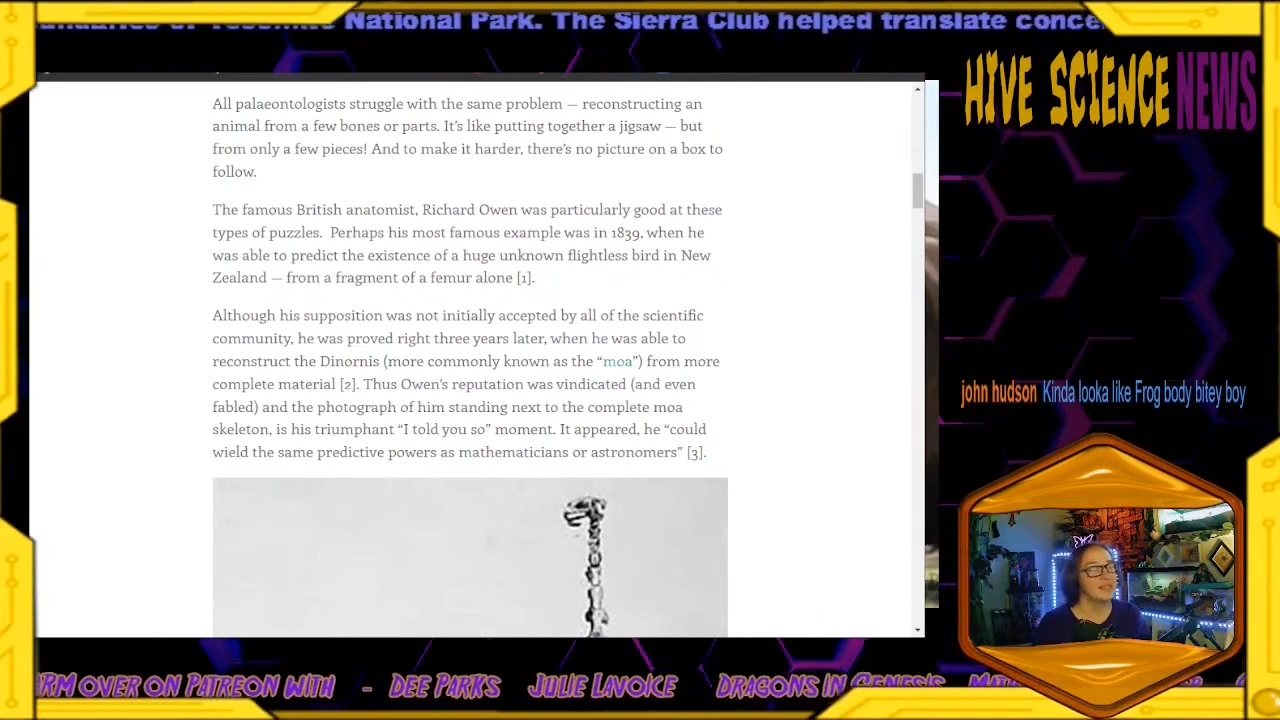 National Park. The Sierra Club helped translate
HIVE SCIENCE NEWS
All palaeontologists struggle with the same problem — reconstructing an
animal from a few bones or parts. It's like putting together a jigsaw — but
from only a few pieces! And to make it harder, there's no picture on a box to
follow.
The famous British anatomist, Richard Owen was particularly good at these
types of puzzles.  Perhaps his most famous example was in 1839, when he
was able to predict the existence of a huge unknown flightless bird in New
Zealand — from a fragment of a femur alone [1].
Although his supposition was not initially accepted by all of the scientific
community, he was proved right three years later, when he was able to
reconstruct the Dinornis (more commonly known as the “moa”) from more
complete material [2]. Thus Owen's reputation was vindicated (and even
fabled) and the photograph of him standing next to the complete moa
skeleton, is his triumphant “I told you so” moment. It appeared, he “could
wield the same predictive powers as mathematicians or astronomers” [3].
john hudson Kinda looka like Frog body bitey boy
OVER ON PATREON WITH - DEE PARKS JULIE LAVOICE DRAGONS IN GENESIS